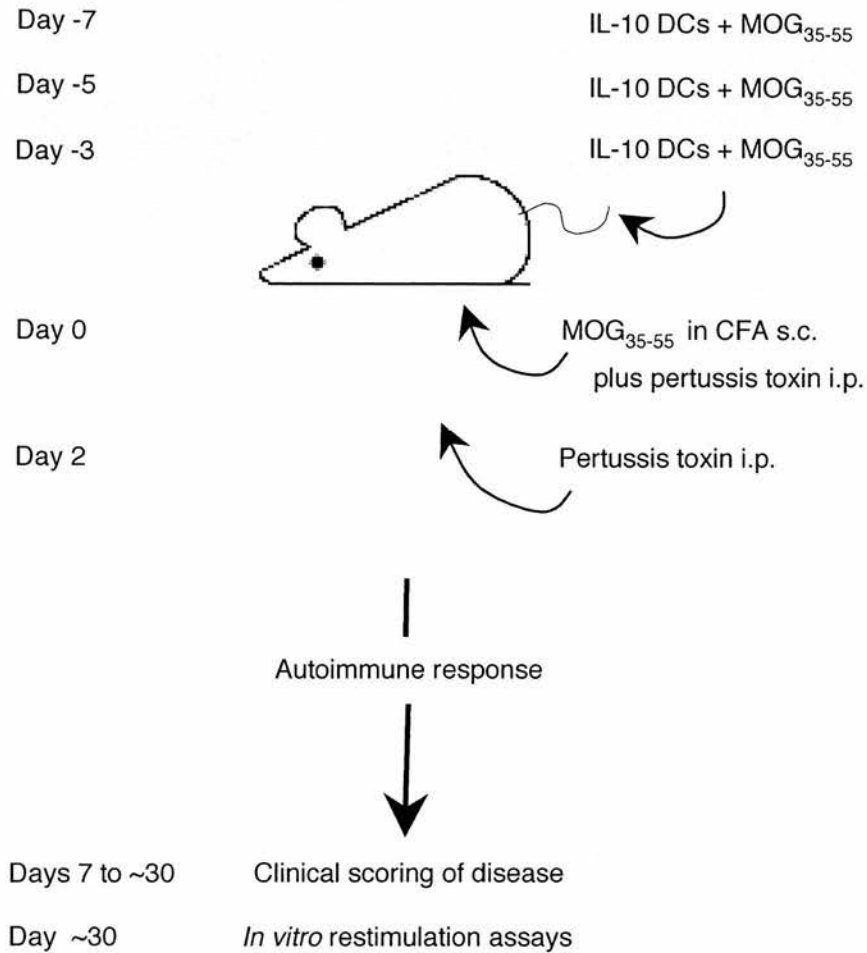 Day -7 IL-10 DCs + MOG35-55
Day -5 IL-10 DCs + MOG35-55
Day -3 IL-10 DCs + MOG35-55
Day 0 MOG35-55 in CFA s.c.
plus pertussis toxin i.p.
Day 2 Pertussis toxin i.p.
Autoimmune response
Days 7 to ~30 Clinical scoring of disease
Day ~30 In vitro restimulation assays